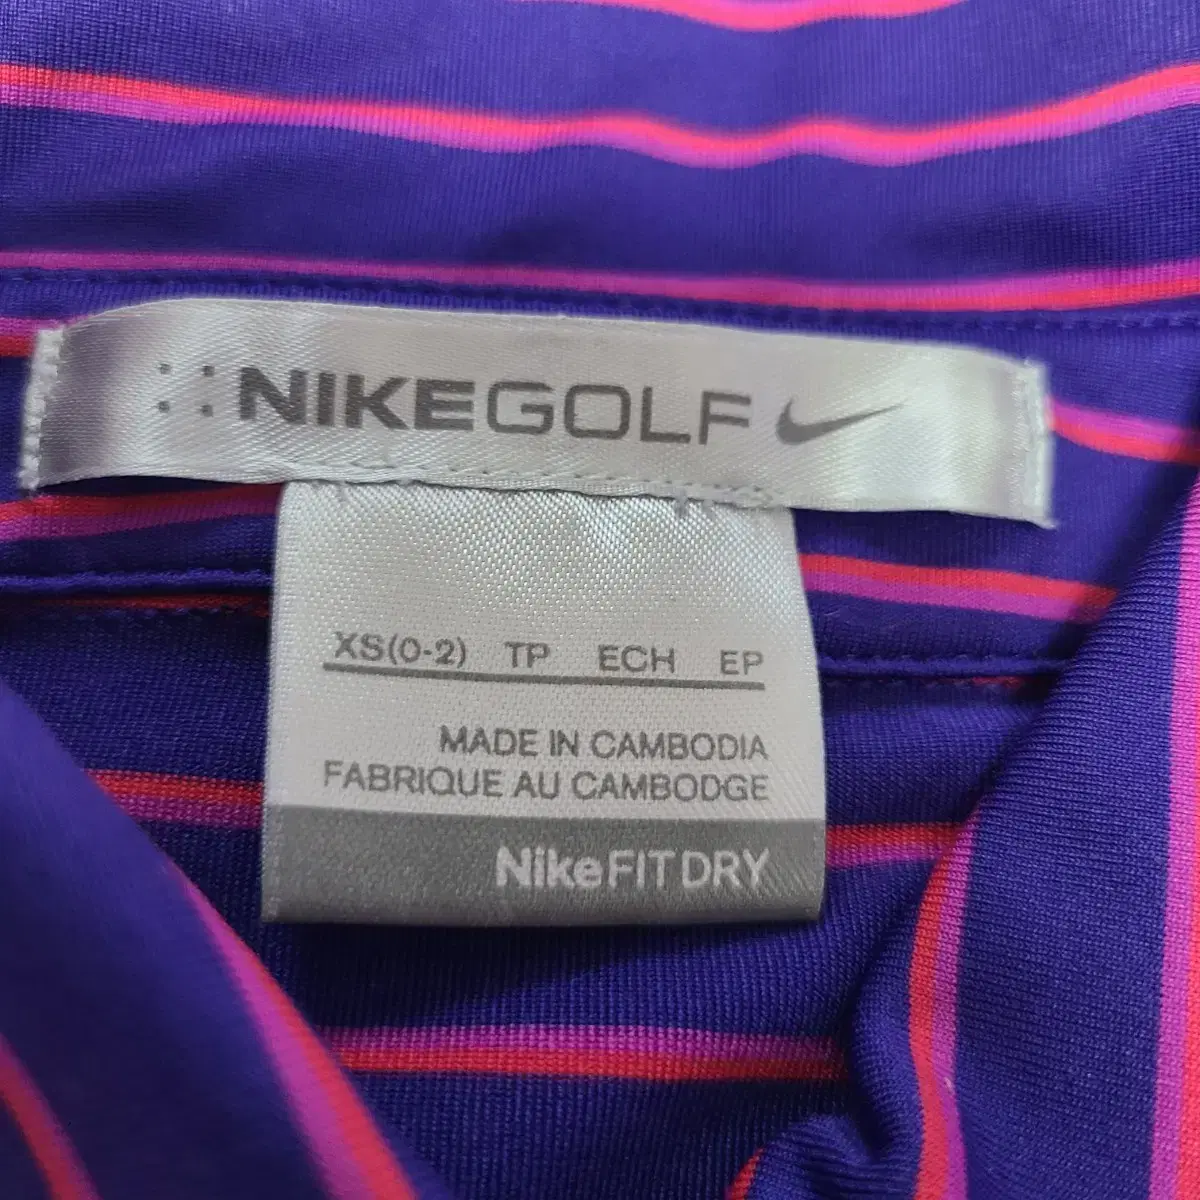 NIKEGOLF
XS(0-2) TP ECH EP
MADE IN CAMBODIA
FABRIQUE AU CAMBODGE
NikeFIT DRY